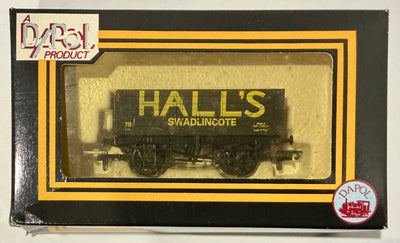 A
DAPOL
PRODUCT
HALL'S
SWADLINCOTE
DAPOL